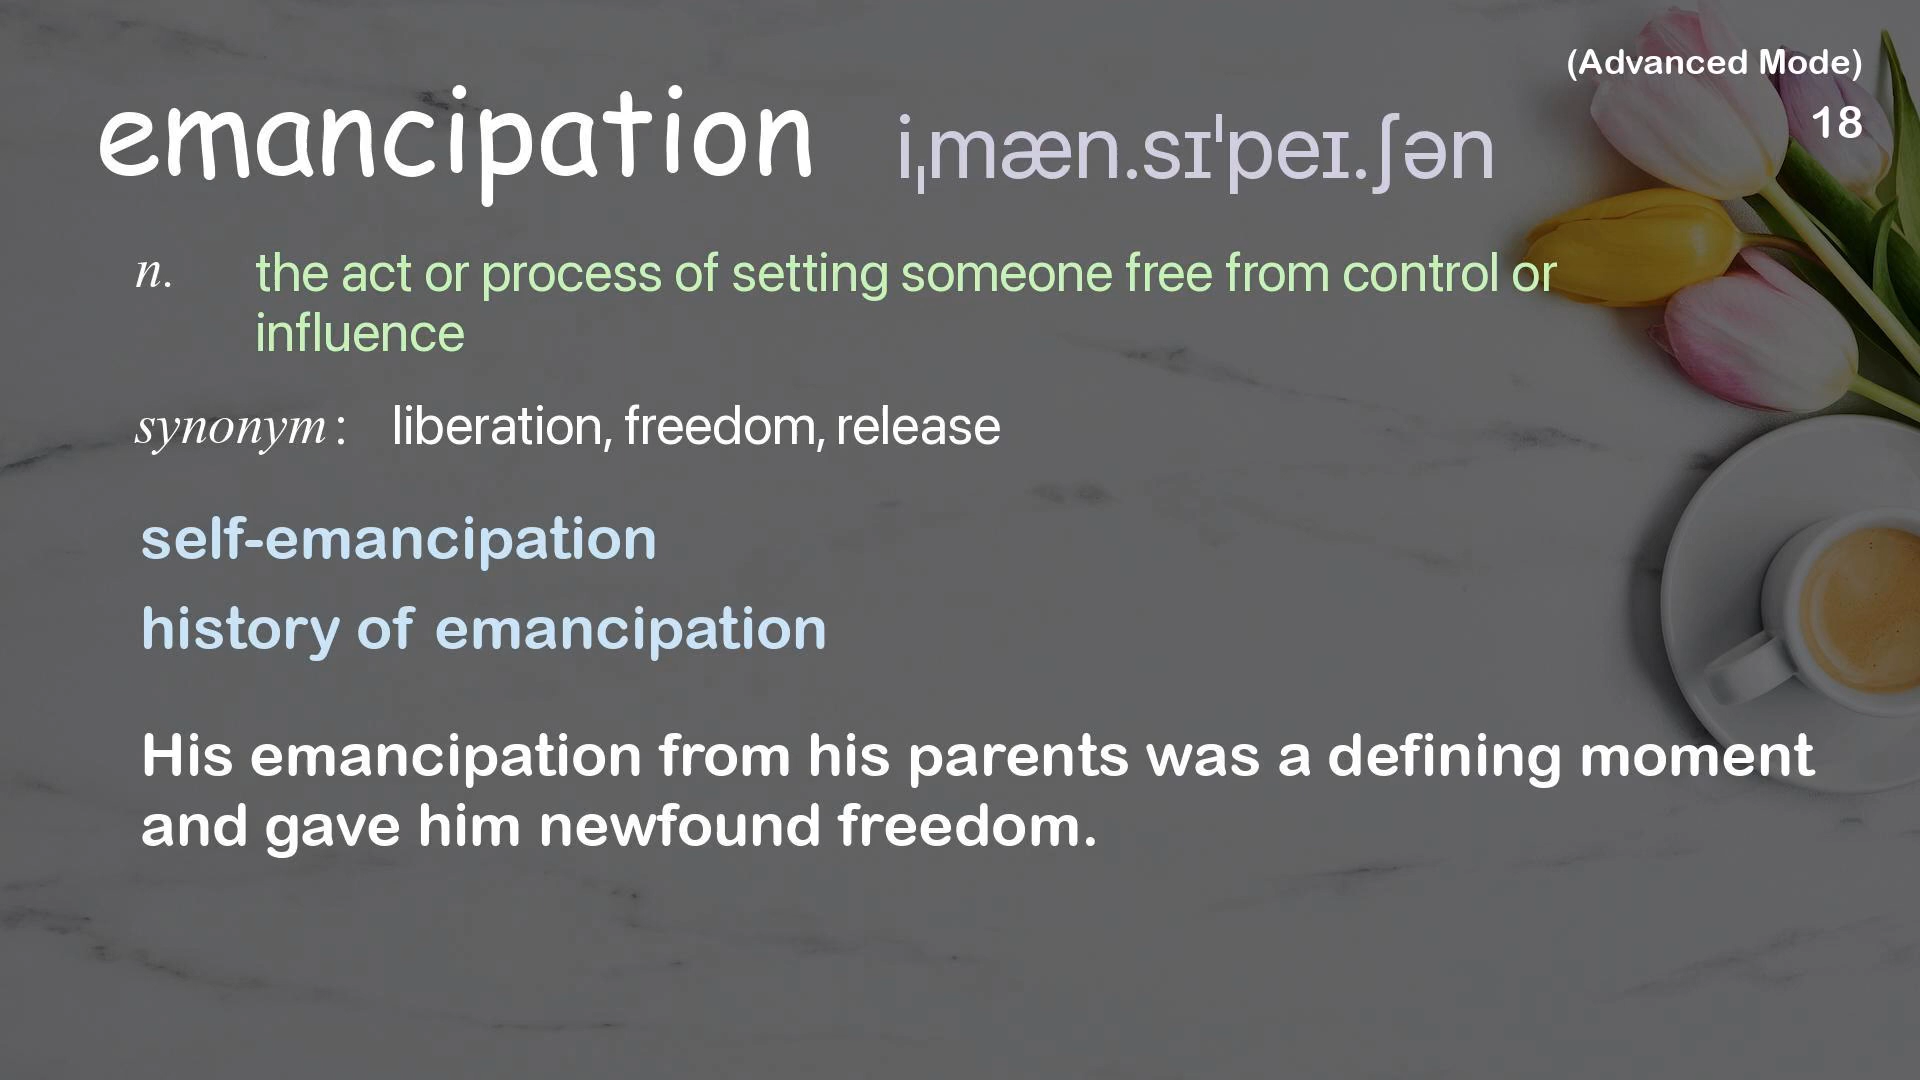 (Advanced Mode)
18
emancipation iˌmæn.sɪˈpeɪ.ʃən
n. the act or process of setting someone free from control or
influence
synonym: liberation, freedom, release
self-emancipation
history of emancipation
His emancipation from his parents was a defining moment
and gave him newfound freedom.